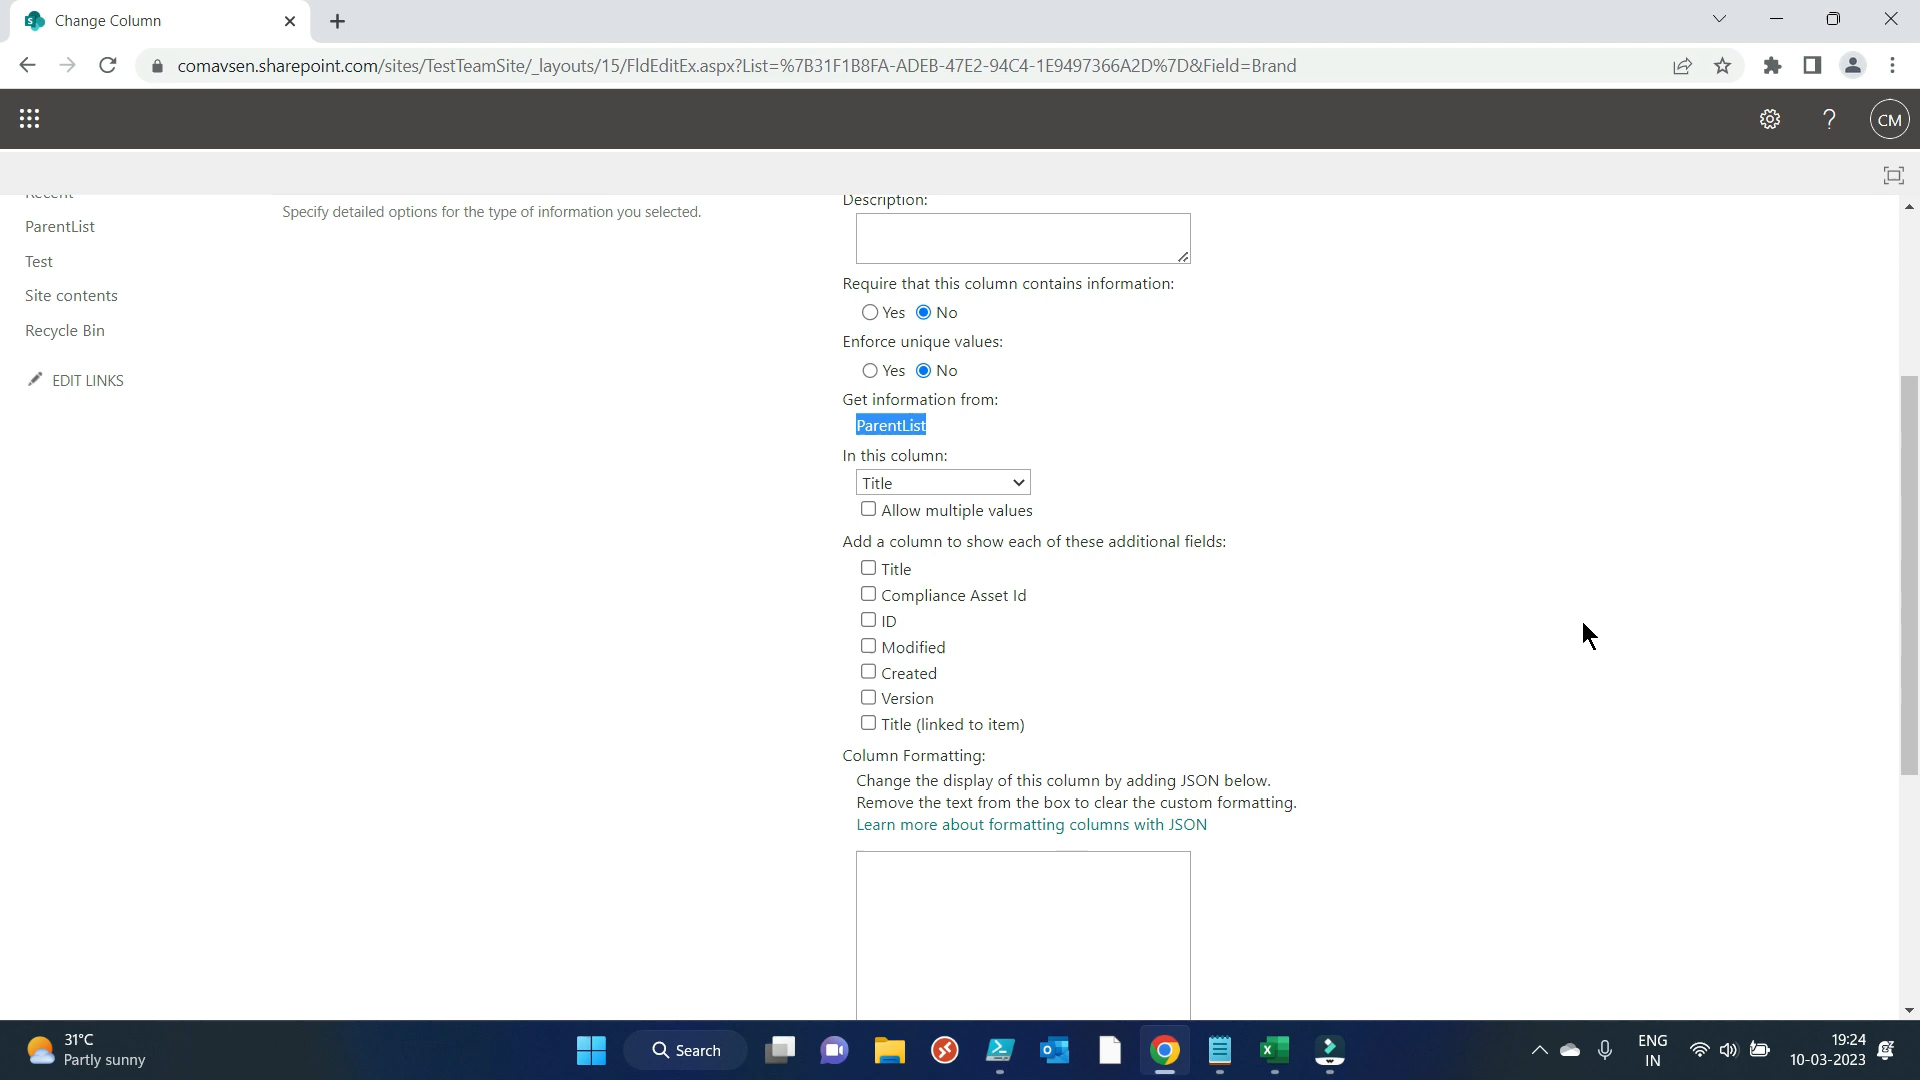 Change Column
comavsen.sharepoint.com/sites/TestTeamSite/_layouts/15/FldEditEx.aspx?List=%7B31F1B8FA-ADEB-47E2-94C4-1E9497366A2D%7D&Field=Brand
CM
Recent
ParentList
Test
Site contents
Recycle Bin
EDIT LINKS
Specify detailed options for the type of information you selected.
Description:
Require that this column contains information:
Yes No
Enforce unique values:
Yes No
Get information from:
ParentList
In this column:
Title
Allow multiple values
Add a column to show each of these additional fields:
Title
Compliance Asset Id
ID
Modified
Created
Version
Title (linked to item)
Column Formatting:
Change the display of this column by adding JSON below.
Remove the text from the box to clear the custom formatting.
Learn more about formatting columns with JSON
31°C
Partly sunny
Search
ENG
IN
19:24
10-03-2023